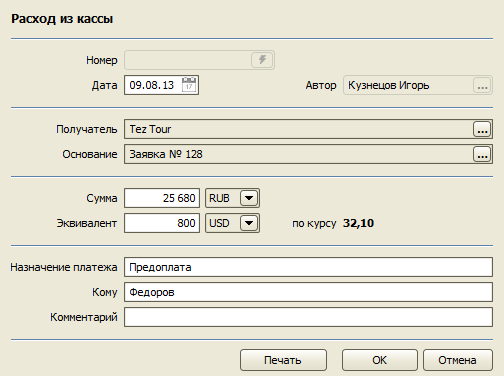 Расход из кассы
Номер
Дата 09.08.13 17 Автор Кузнецов Игорь ...
Получатель Tez Tour ...
Основание Заявка № 128 ...
Сумма 25 680 RUB
Эквивалент 800 USD по курсу 32,10
Назначение платежа Предоплата
Кому Федоров
Комментарий
Печать OK Отмена